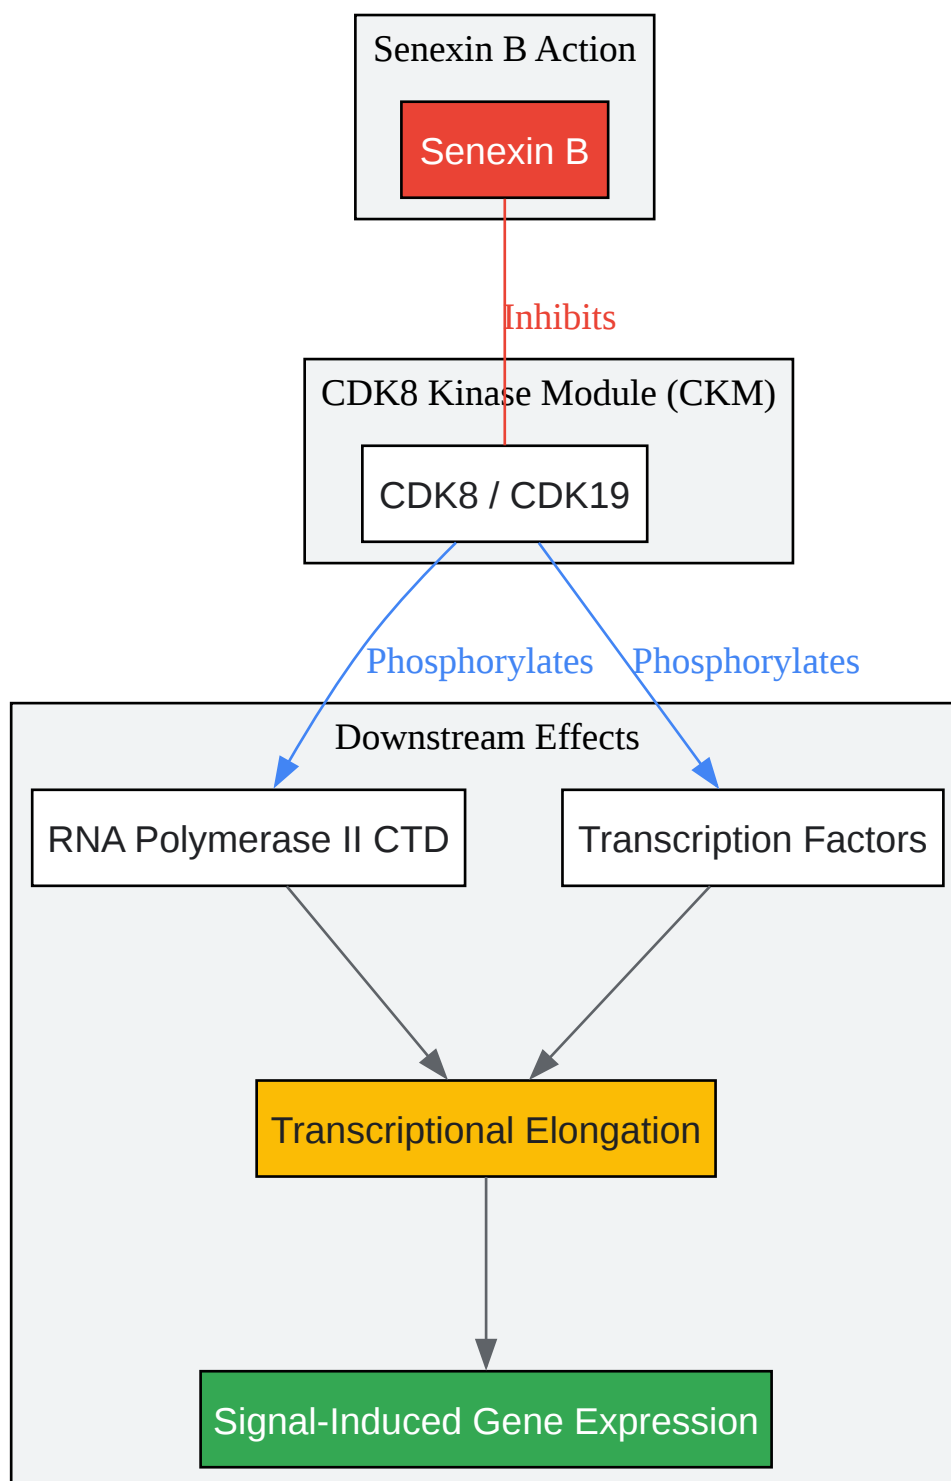 Senexin B Action
Senexin B
Inhibits
CDK8 Kinase Module (CKM)
CDK8 / CDK19
Phosphorylates
Phosphorylates
Downstream Effects
RNA Polymerase II CTD
Transcription Factors
Transcriptional Elongation
Signal-Induced Gene Expression